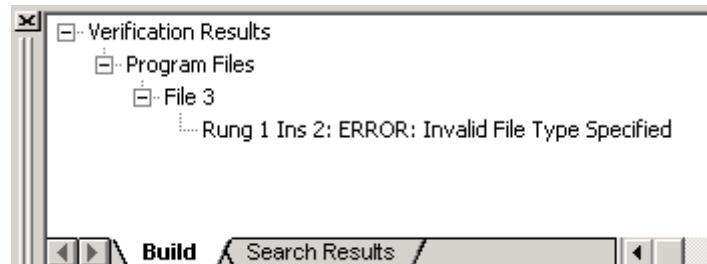 Verification Results
Program Files
File 3
Rung 1 Ins 2: ERROR: Invalid File Type Specified
Build Search Results